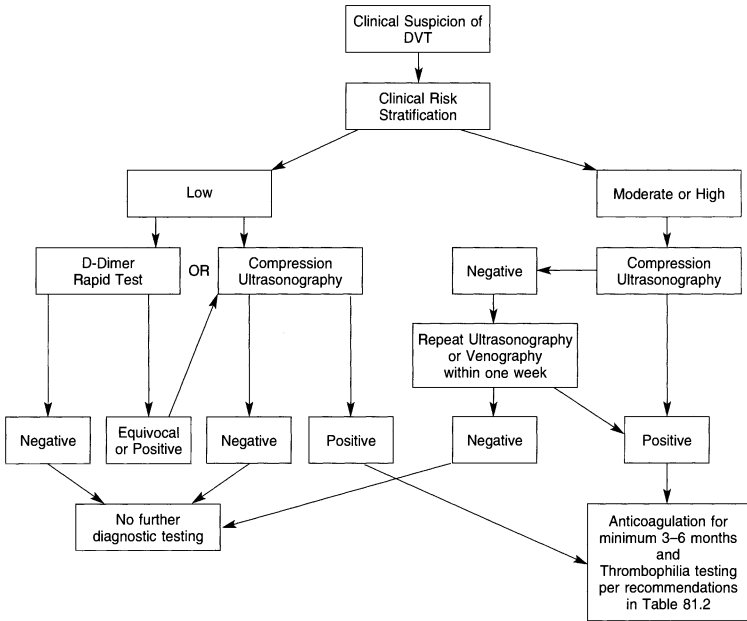 Clinical Suspicion of
DVT
Clinical Risk
Stratification
Low
Moderate or High
D-Dimer
Rapid Test
OR
Compression
Ultrasonography
Negative
Compression
Ultrasonography
Repeat Ultrasonography
or Venography
within one week
Negative
Equivocal
or Positive
Negative
Positive
Negative
Positive
No further
diagnostic testing
Anticoagulation for
minimum 3–6 months
and
Thrombophilia testing
per recommendations
in Table 81.2